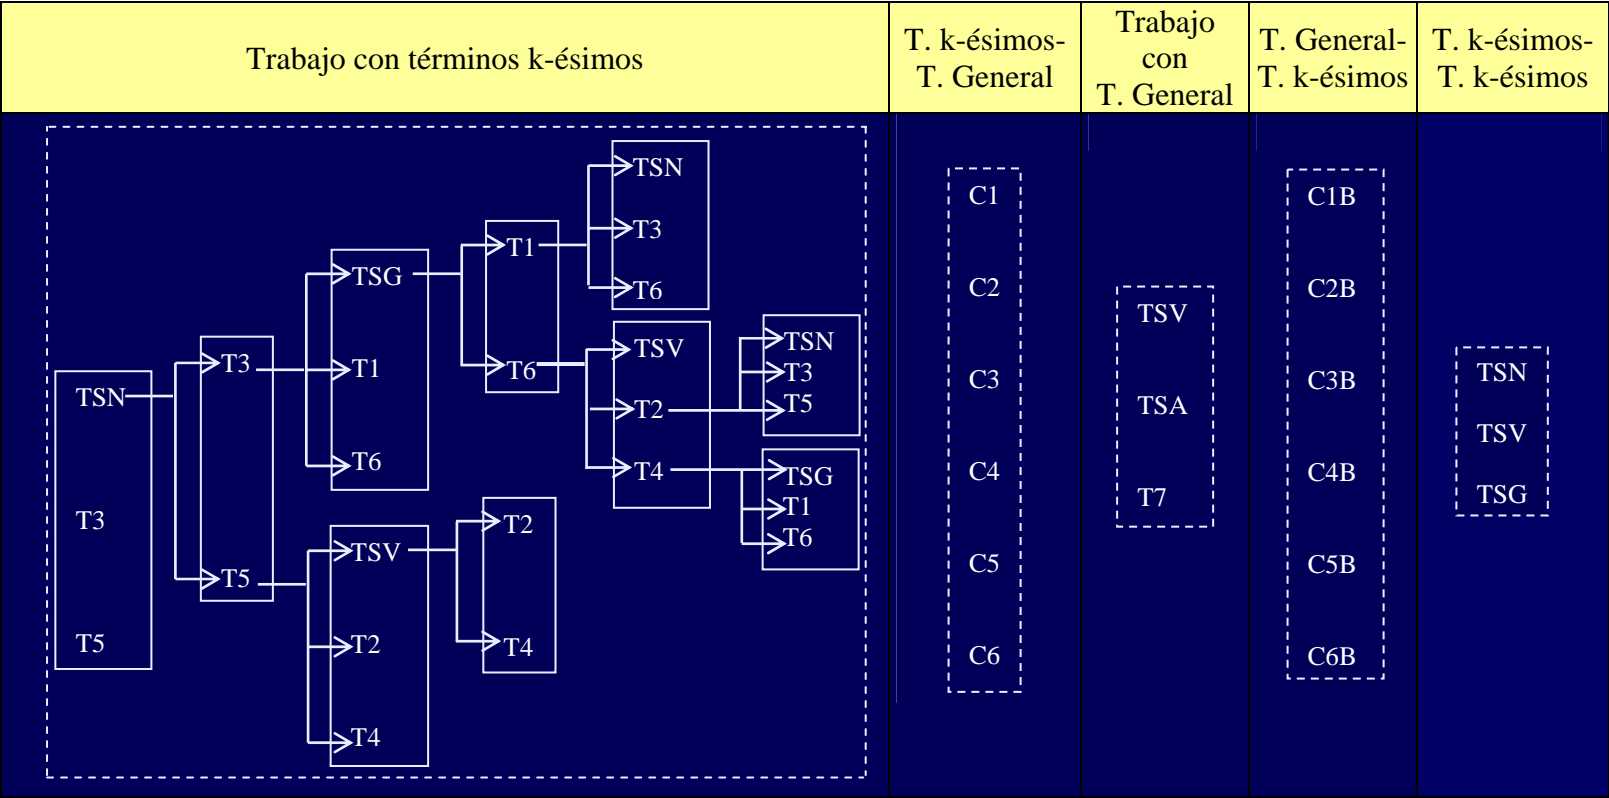 Trabajo con términos k-ésimos
T. k-ésimos-
T. General
Trabajo
con
T. General
T. General-
T. k-ésimos
T. k-ésimos-
T. k-ésimos
TSN
T3
T5
T3
T5
TSG
T1
T6
TSV
T2
T4
T1
T6
T2
T4
TSN
T3
T6
TSV
T2
T4
TSN
T3
T5
TSG
T1
T6
C1
C2
C3
C4
C5
C6
TSV
TSA
T7
C1B
C2B
C3B
C4B
C5B
C6B
TSN
TSV
TSG